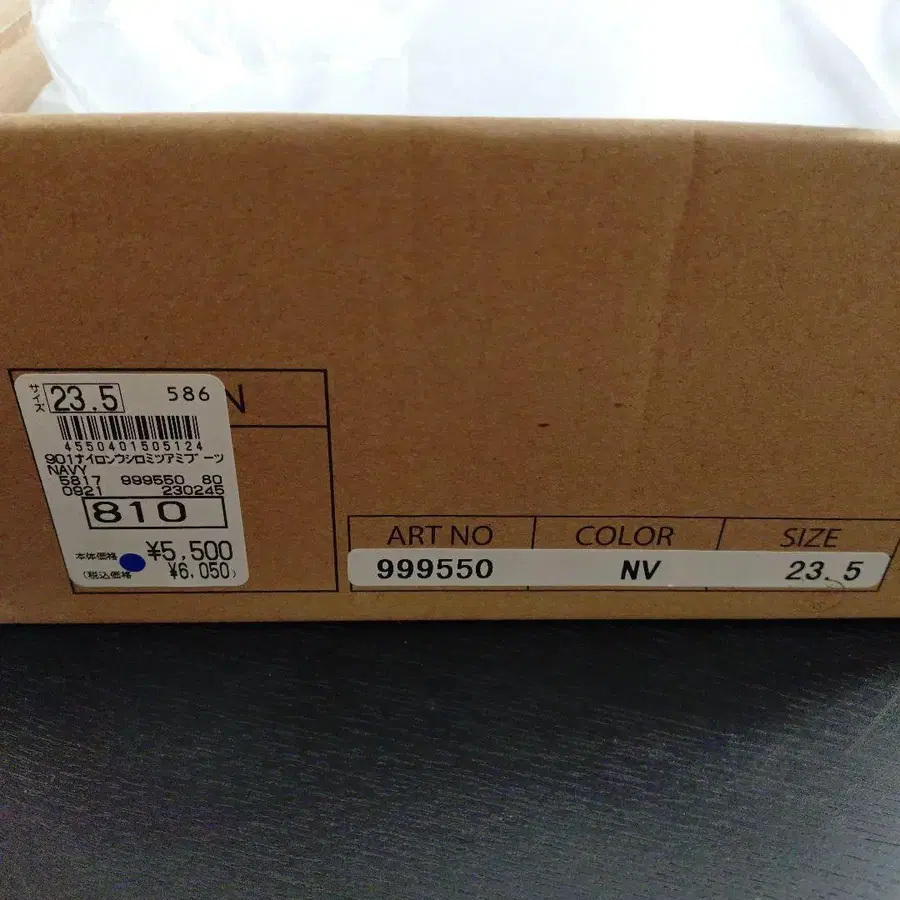 サイズ 23.5 586
4550401505124
901ナイロンウシロミツアミブーツ
NAVY
5817 999550 80
0921 230245
810
本体価格 ¥5,500
(税込価格 ¥6,050)
N
ART NO COLOR SIZE
999550 NV 23.5